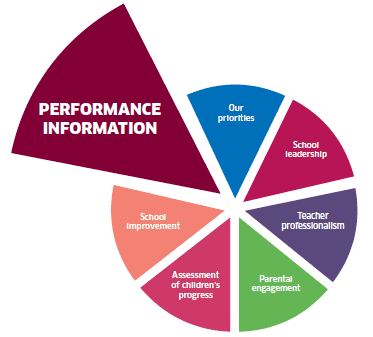 PERFORMANCE
INFORMATION
Our
priorities
School
leadership
Teacher
professionalism
Parental
engagement
Assessment
of children's
progress
School
improvement